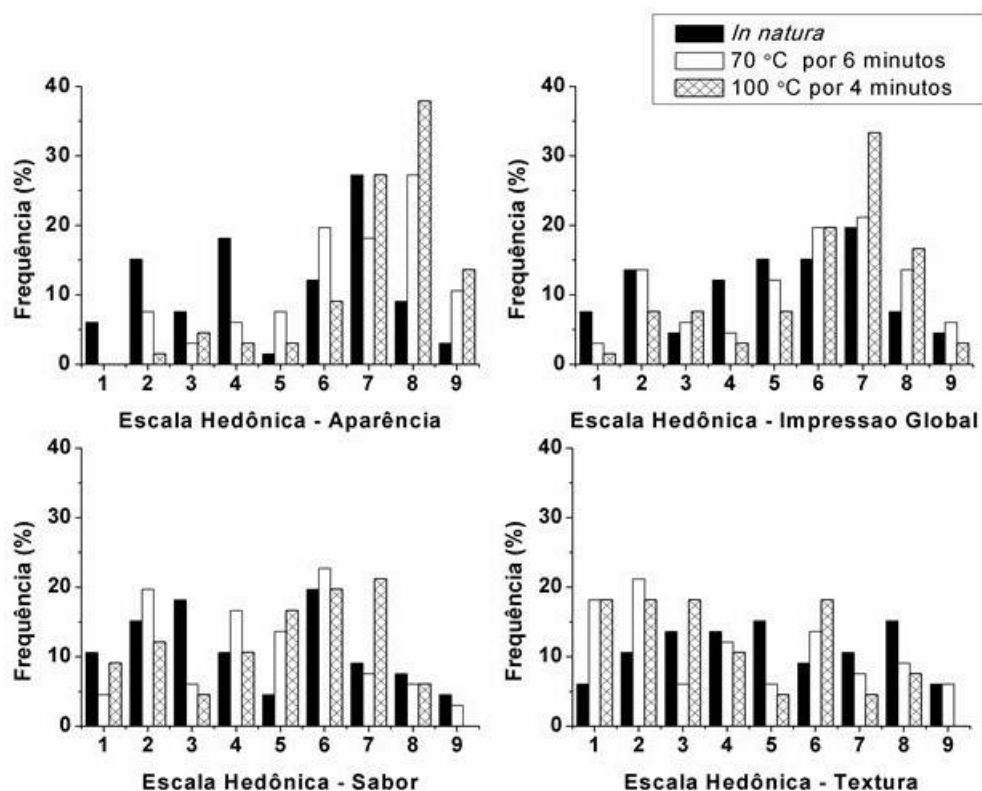 In natura
70 °C por 6 minutos
100 °C por 4 minutos
Frequência (%)
40
30
20
10
0
1 2 3 4 5 6 7 8 9
Escala Hedônica - Aparência
Frequência (%)
40
30
20
10
0
1 2 3 4 5 6 7 8 9
Escala Hedônica - Impressao Global
Frequência (%)
40
30
20
10
0
1 2 3 4 5 6 7 8 9
Escala Hedônica - Sabor
Frequência (%)
40
30
20
10
0
1 2 3 4 5 6 7 8 9
Escala Hedônica - Textura